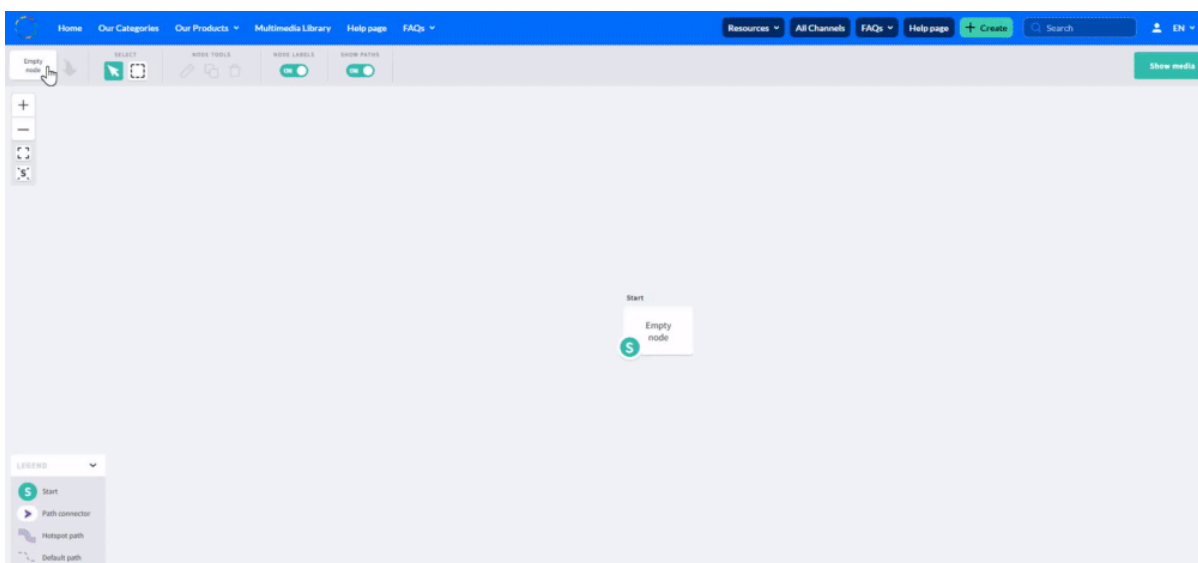 Home Our Categories Our Products Multimedia Library Help page FAQs Resources All Channels FAQs Help page + Create Search EN
Empty
node
SELECT NODE TOOLS NODE LABELS SHOW PATHS
ON ON
Show media
S
Start
Empty
node
S
LEGEND
S Start
Path connector
Hotspot path
Default path